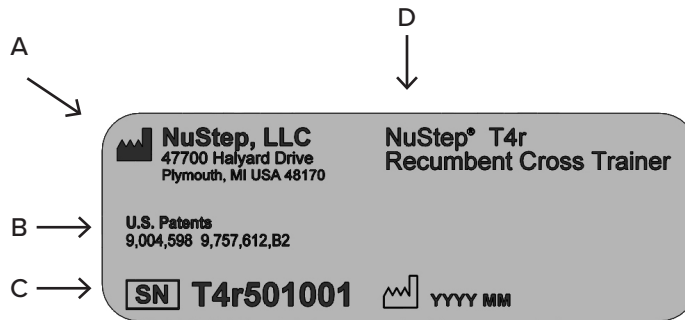 A
D
NuStep, LLC
47700 Halyard Drive
Plymouth, MI USA 48170
NuStep® T4r
Recumbent Cross Trainer
B
U.S. Patents
9,004,598 9,757,612,B2
C
SN T4r501001 YYYY MM